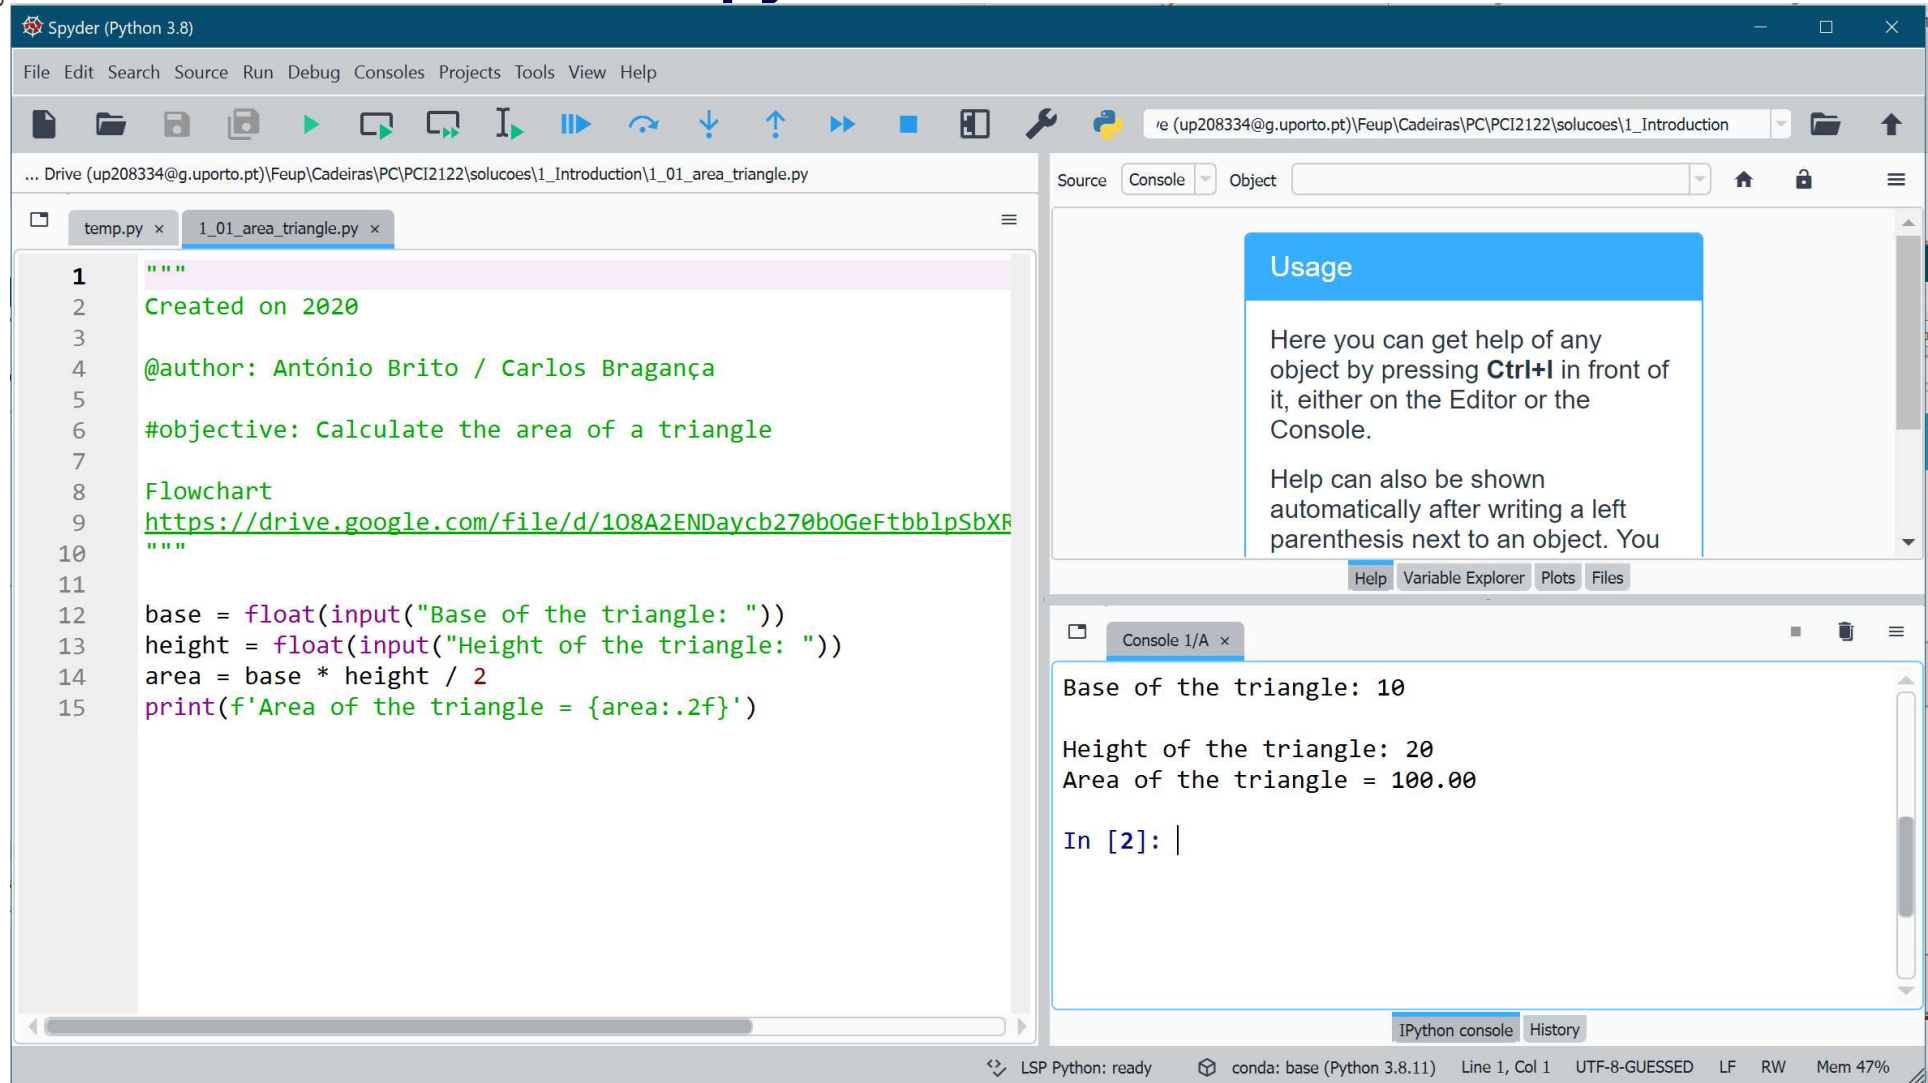 Spyder (Python 3.8)
File Edit Search Source Run Debug Consoles Projects Tools View Help
re (up208334@g.uporto.pt)\Feup\Cadeiras\PC\PCI2122\solucoes\1_Introduction
... Drive (up208334@g.uporto.pt)\Feup\Cadeiras\PC\PCI2122\solucoes\1_Introduction\1_01_area_triangle.py
temp.py × 1_01_area_triangle.py ×
1 """
2 Created on 2020
3
4 @author: António Brito / Carlos Bragança
5
6 #objective: Calculate the area of a triangle
7
8 Flowchart
9 https://drive.google.com/file/d/1O8A2ENDaycb270bOGeFtbblpSbXR
10 """
11
12 base = float(input("Base of the triangle: "))
13 height = float(input("Height of the triangle: "))
14 area = base * height / 2
15 print(f'Area of the triangle = {area:.2f}')
Source Console Object
Usage
Here you can get help of any
object by pressing Ctrl+I in front of
it, either on the Editor or the
Console.
Help can also be shown
automatically after writing a left
parenthesis next to an object. You
Help Variable Explorer Plots Files
Console 1/A ×
Base of the triangle: 10
Height of the triangle: 20
Area of the triangle = 100.00
In [2]:
IPython console History
LSP Python: ready conda: base (Python 3.8.11) Line 1, Col 1 UTF-8-GUESSED LF RW Mem 47%